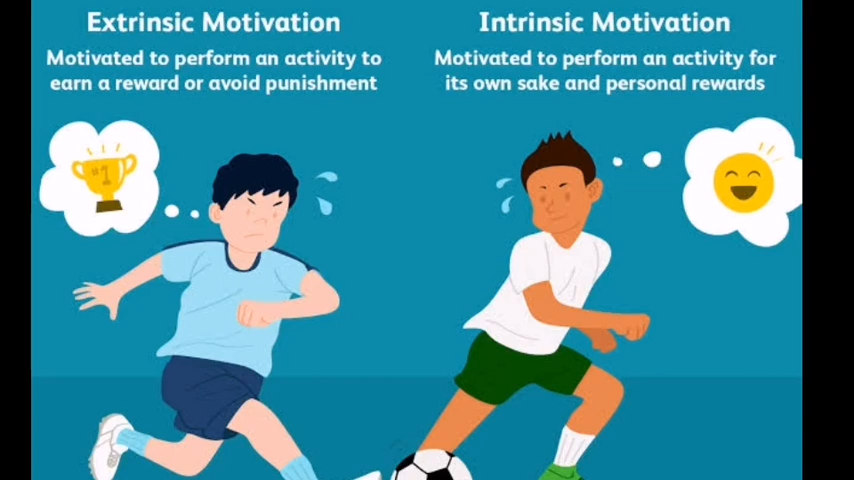 Extrinsic Motivation
Motivated to perform an activity to
earn a reward or avoid punishment
#1
Intrinsic Motivation
Motivated to perform an activity for
its own sake and personal rewards